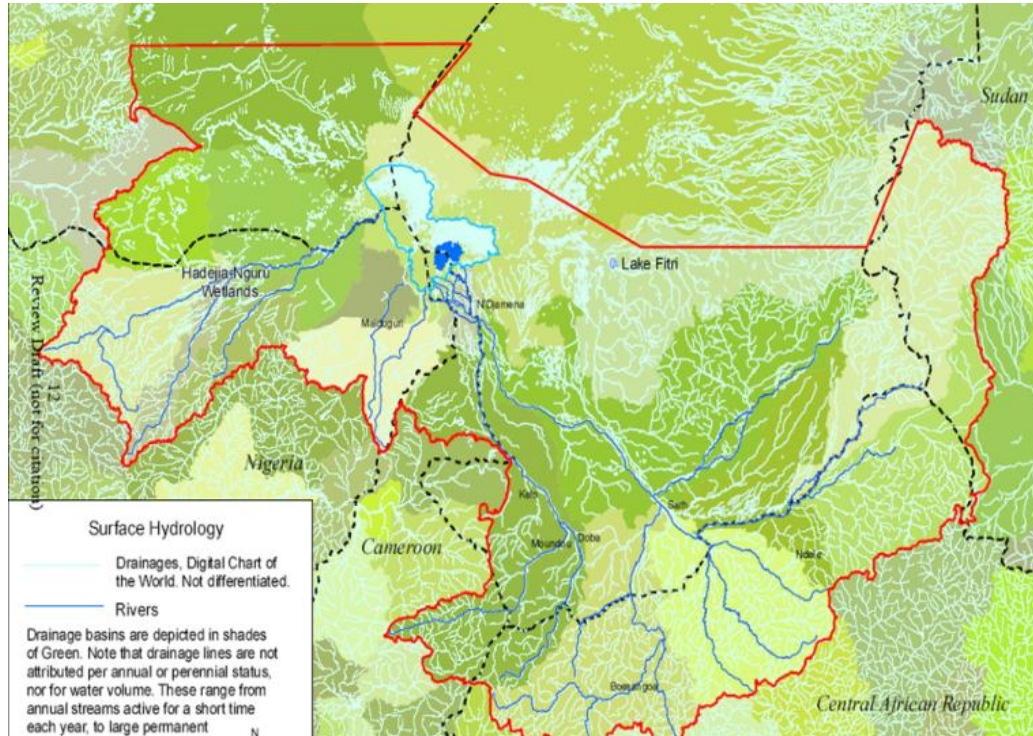 Sudan
Lake Fitri
Hadejia-Nguru
Wetlands
N'Djamena
Maiduguri
12
Review Draft (not for citation)
Nigeria
Kelo
Sarh
Moundou
Doba
Cameroon
Ndele
Central African Republic
Surface Hydrology
Drainages, Digital Chart of
the World. Not differentiated.
Rivers
Drainage basins are depicted in shades
of Green. Note that drainage lines are not
attributed per annual or perennial status,
nor for water volume. These range from
annual streams active for a short time
each year, to large permanent
N